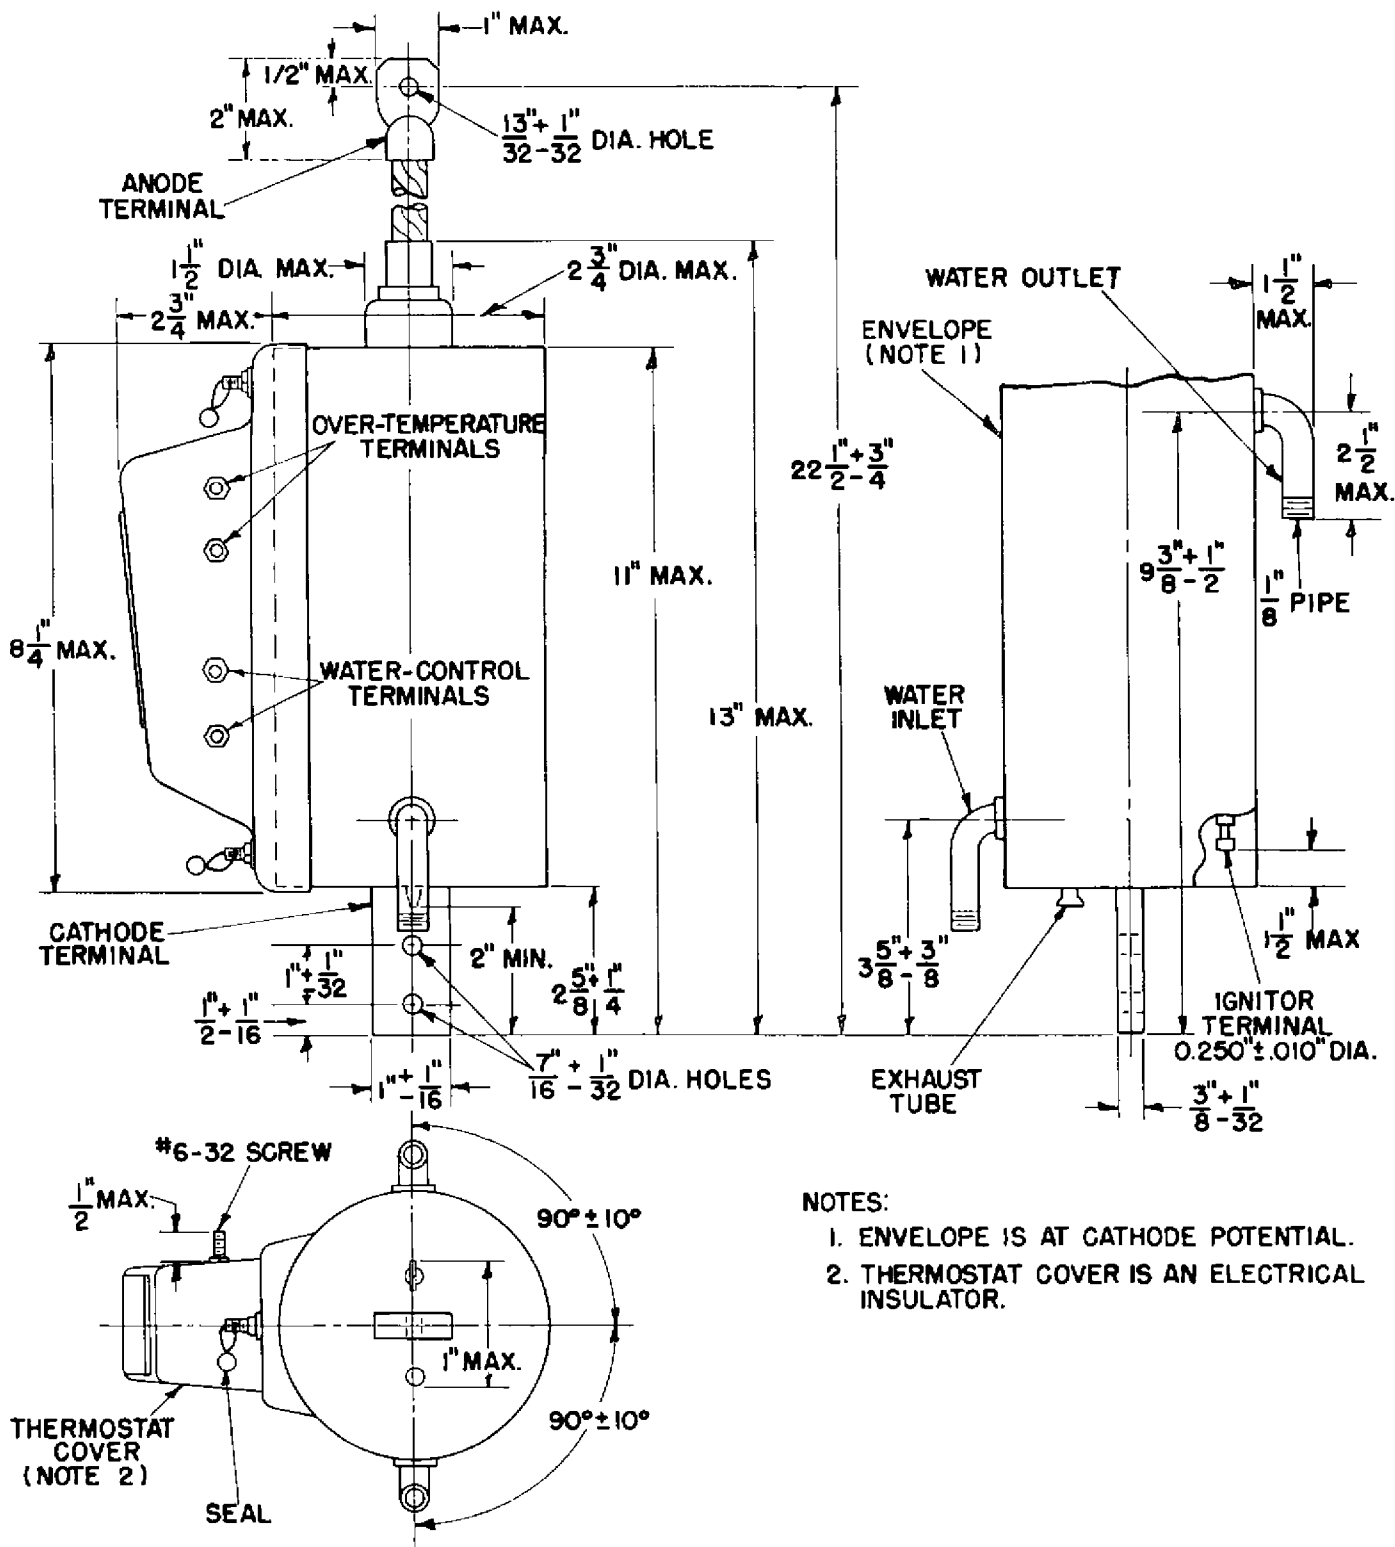 1" MAX.
1/2" MAX.
2" MAX.
13" + 1"
32 - 32 DIA. HOLE
ANODE
TERMINAL
1 1/2" DIA. MAX.
2 3/4" DIA. MAX.
2 3/4" MAX.
OVER-TEMPERATURE
TERMINALS
8 1/4" MAX.
WATER-CONTROL
TERMINALS
11" MAX.
13" MAX.
22 1/2" + 3/4"
-
CATHODE
TERMINAL
2" MIN.
1" ± 1/32"
1/2" ± 1/16"
2 5/8" ± 1/4"
7/16" ± 1/32" DIA. HOLES
1" ± 1/16"
WATER OUTLET
1 1/2"
MAX.
ENVELOPE
(NOTE 1)
2 1/2"
MAX.
9 3/8" ± 1/2"
1/8" PIPE
WATER
INLET
3 5/8" ± 3/8"
1 1/2" MAX
IGNITOR
TERMINAL
0.250"±.010" DIA.
EXHAUST
TUBE
3/8" ± 1/32"
#6-32 SCREW
1/2" MAX.
90°±10°
1" MAX.
90°±10°
THERMOSTAT
COVER
(NOTE 2)
SEAL
NOTES:
1. ENVELOPE IS AT CATHODE POTENTIAL.
2. THERMOSTAT COVER IS AN ELECTRICAL
INSULATOR.